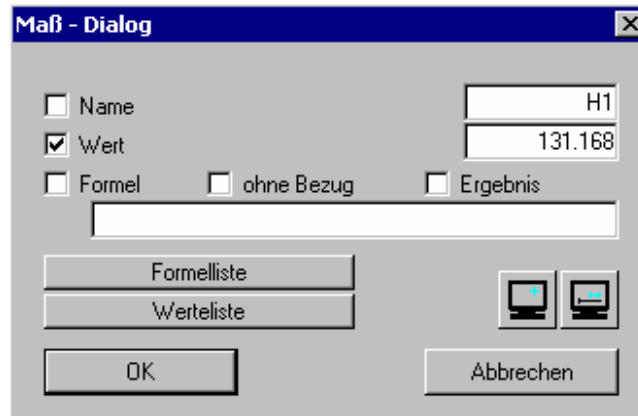 Maß - Dialog
Name H1
Wert 131.168
Formel ohne Bezug Ergebnis
Formelliste
Werteliste
OK Abbrechen